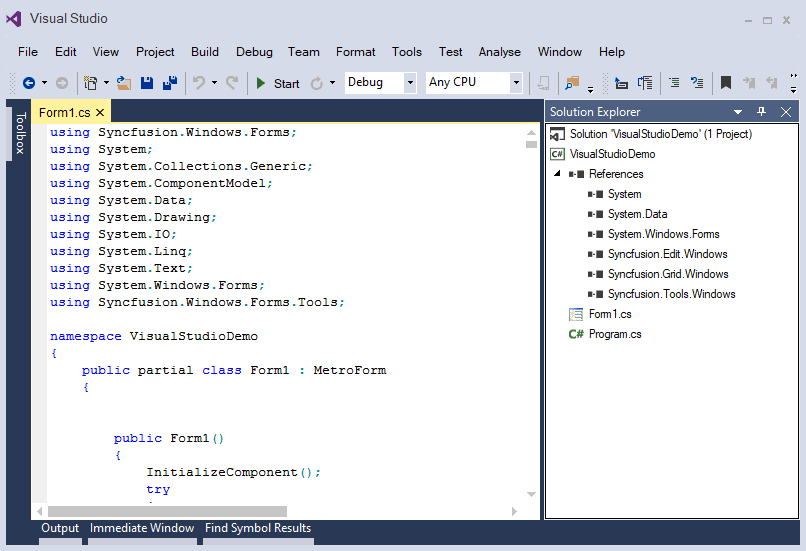 Visual Studio
File Edit View Project Build Debug Team Format Tools Test Analyse Window Help
Start Debug Any CPU
Toolbox
Form1.cs
using Syncfusion.Windows.Forms;
using System;
using System.Collections.Generic;
using System.ComponentModel;
using System.Data;
using System.Drawing;
using System.IO;
using System.Linq;
using System.Text;
using System.Windows.Forms;
using Syncfusion.Windows.Forms.Tools;
namespace VisualStudioDemo
{
public partial class Form1 : MetroForm
{
public Form1()
{
InitializeComponent();
try
Solution Explorer
Solution 'VisualStudioDemo' (1 Project)
C# VisualStudioDemo
References
System
System.Data
System.Windows.Forms
Syncfusion.Edit.Windows
Syncfusion.Grid.Windows
Syncfusion.Tools.Windows
Form1.cs
C# Program.cs
Output Immediate Window Find Symbol Results